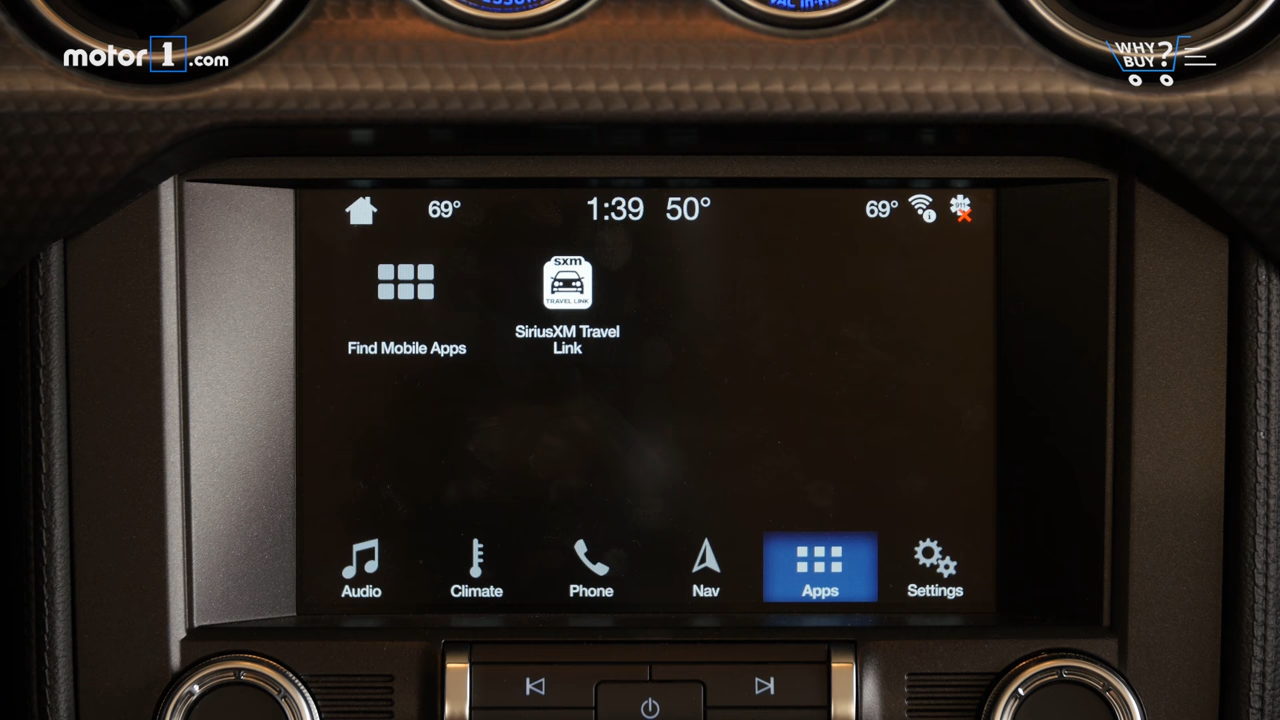 motor1.com
WHY BUY?
69°
1:39
50°
69°
911
sxm
TRAVEL LINK
Find Mobile Apps
SiriusXM Travel
Link
Audio
Climate
Phone
Nav
Apps
Settings